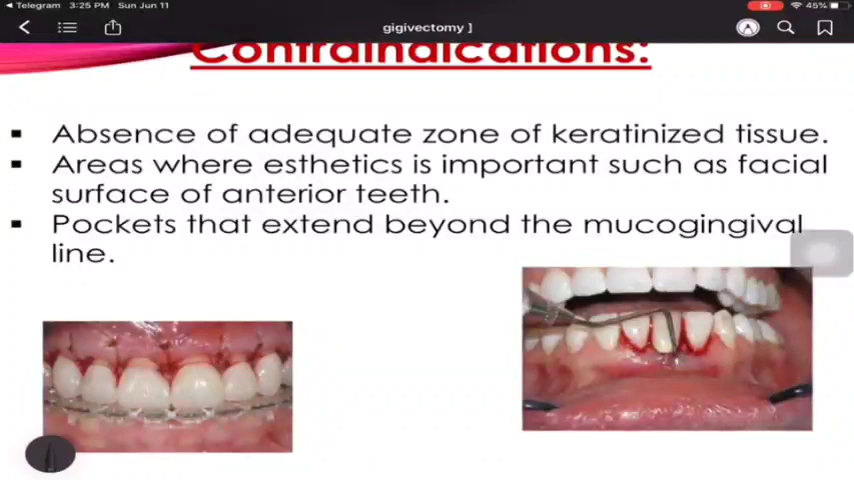 Telegram 3:25 PM Sun Jun 11 45%
gigivectomy ]
Contraindications:
▪ Absence of adequate zone of keratinized tissue.
▪ Areas where esthetics is important such as facial
surface of anterior teeth.
▪ Pockets that extend beyond the mucogingival
line.